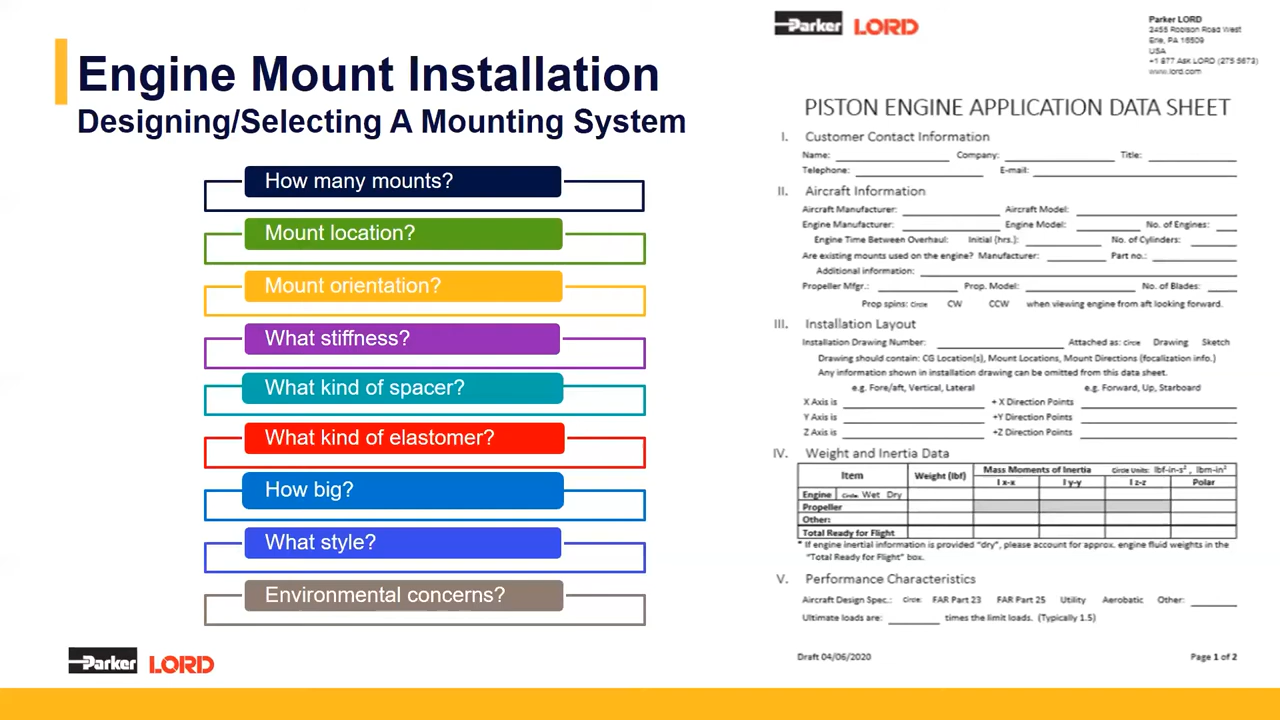 Engine Mount Installation
Designing/Selecting A Mounting System
How many mounts?
Mount location?
Mount orientation?
What stiffness?
What kind of spacer?
What kind of elastomer?
How big?
What style?
Environmental concerns?
Parker LORD
Parker LORD
Parker LORD
2455 Robison Road West
Erie, PA 16509
USA
+1 877 ASK LORD (275 5673)
www.lord.com
PISTON ENGINE APPLICATION DATA SHEET
I. Customer Contact Information
Name: Company: Title:
Telephone: E-mail:
II. Aircraft Information
Aircraft Manufacturer: Aircraft Model:
Engine Manufacturer: Engine Model: No. of Engines:
Engine Time Between Overhaul: Initial (hrs.): No. of Cylinders:
Are existing mounts used on the engine? Manufacturer: Part no.:
Additional information:
Propeller Mfgr.: Prop. Model: No. of Blades:
Prop spins: Circle CW CCW when viewing engine from aft looking forward.
III. Installation Layout
Installation Drawing Number: Attached as: Circle Drawing Sketch
Drawing should contain: CG Location(s), Mount Locations, Mount Directions (focalization info.)
Any information shown in installation drawing can be omitted from this data sheet.
e.g. Fore/aft, Vertical, Lateral e.g. Forward, Up, Starboard
X Axis is + X Direction Points
Y Axis is +Y Direction Points
Z Axis is +Z Direction Points
IV. Weight and Inertia Data
Item Weight (lbf) Mass Moments of Inertia Circle Units: lbf-in-s², lbm-in²
I x-x I y-y I z-z Polar
Engine Circle Wet Dry
Propeller
Other:
Total Ready for Flight
* If engine inertial information is provided "dry", please account for approx. engine fluid weights in the
"Total Ready for Flight" box.
V. Performance Characteristics
Aircraft Design Spec.: Circle: FAR Part 23 FAR Part 25 Utility Aerobatic Other:
Ultimate loads are: times the limit loads. (Typically 1.5)
Draft 04/06/2020 Page 1 of 2